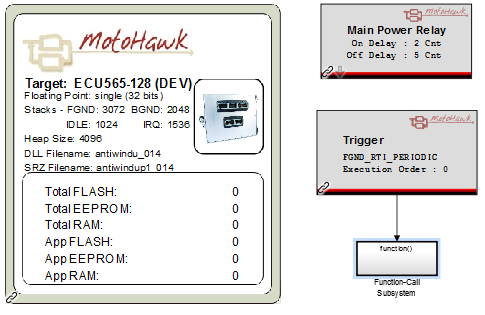 MotoHawk
Target: ECU565-128 (DEV)
Floating Point: single (32 bits)
Stacks - FGND: 3072 BGND: 2048
IDLE: 1024 IRQ: 1536
Heap Size: 4096
DLL Filename: antiwindu_014
SRZ Filename: antiwindup1_014
Total FLASH: 0
Total EEPROM: 0
Total RAM: 0
App FLASH: 0
App EEPROM: 0
App RAM: 0
MotoHawk
Main Power Relay
On Delay : 2 Cnt
Off Delay : 5 Cnt
MotoHawk
Trigger
FGND_RTI_PERIODIC
Execution Order : 0
function()
Function-Call
Subsystem